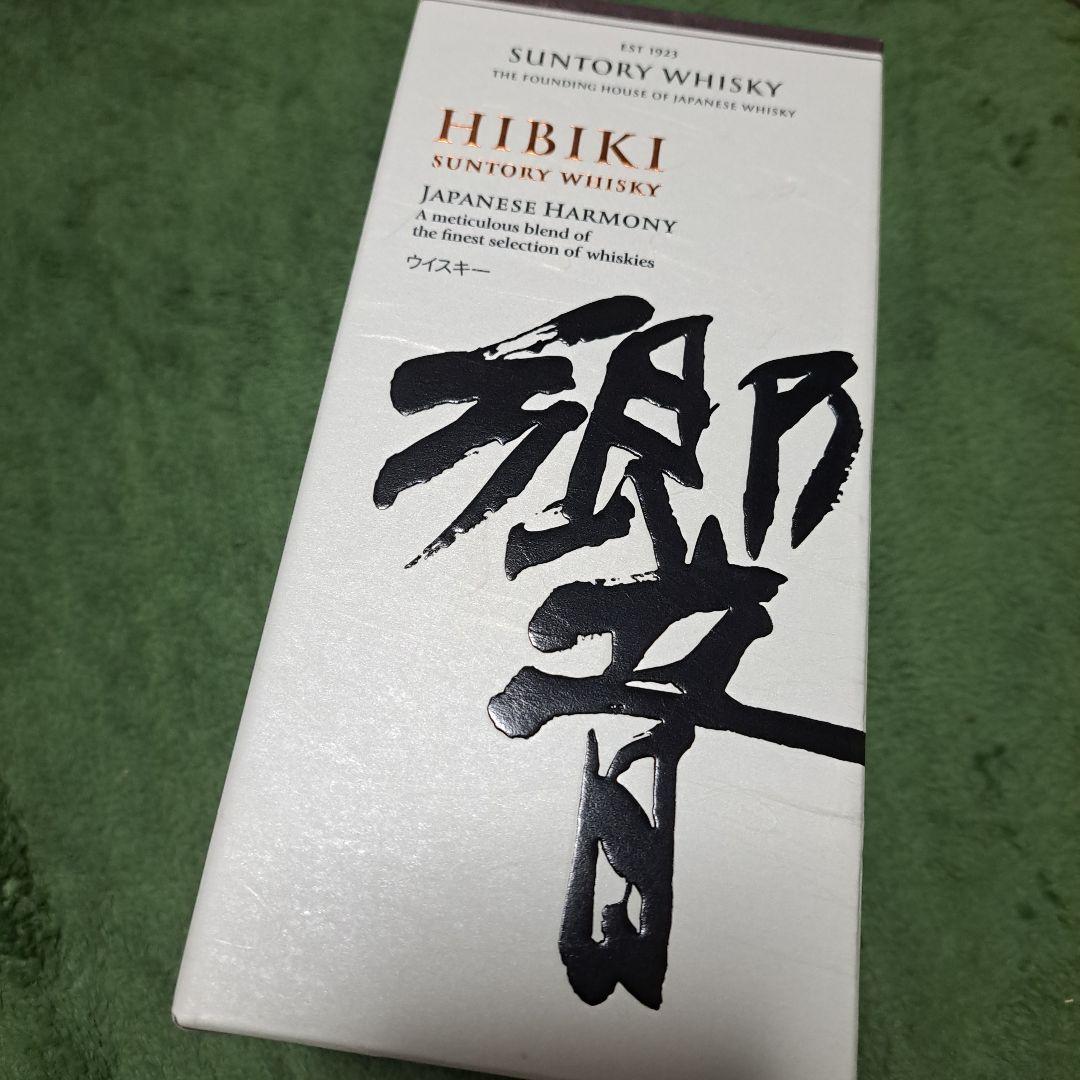 EST 1923
SUNTORY WHISKY
THE FOUNDING HOUSE OF JAPANESE WHISKY
HIBIKI
SUNTORY WHISKY
JAPANESE HARMONY
A meticulous blend of
the finest selection of whiskies
ウイスキー
響